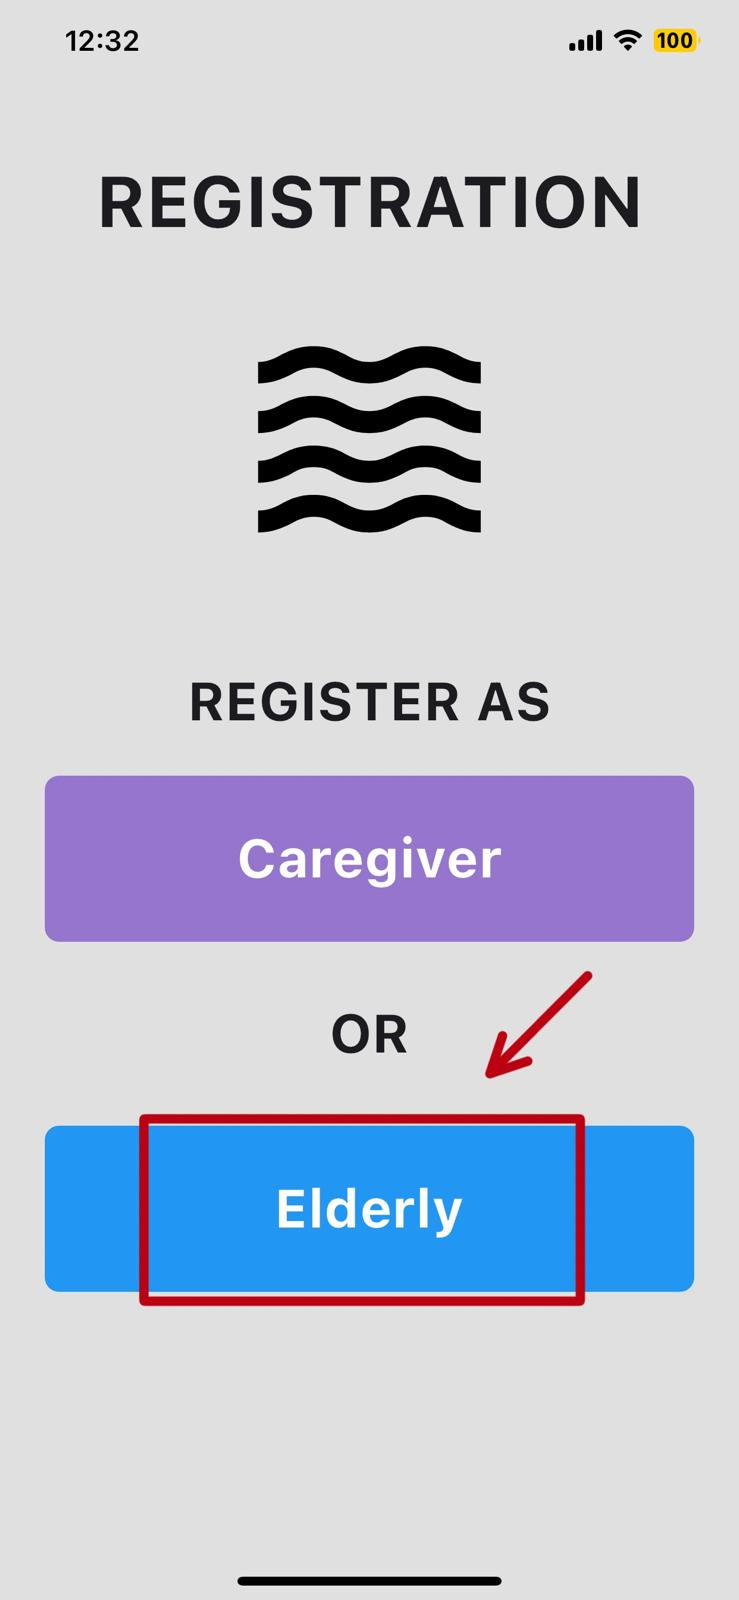 12:32
100
REGISTRATION
REGISTER AS
Caregiver
OR
Elderly